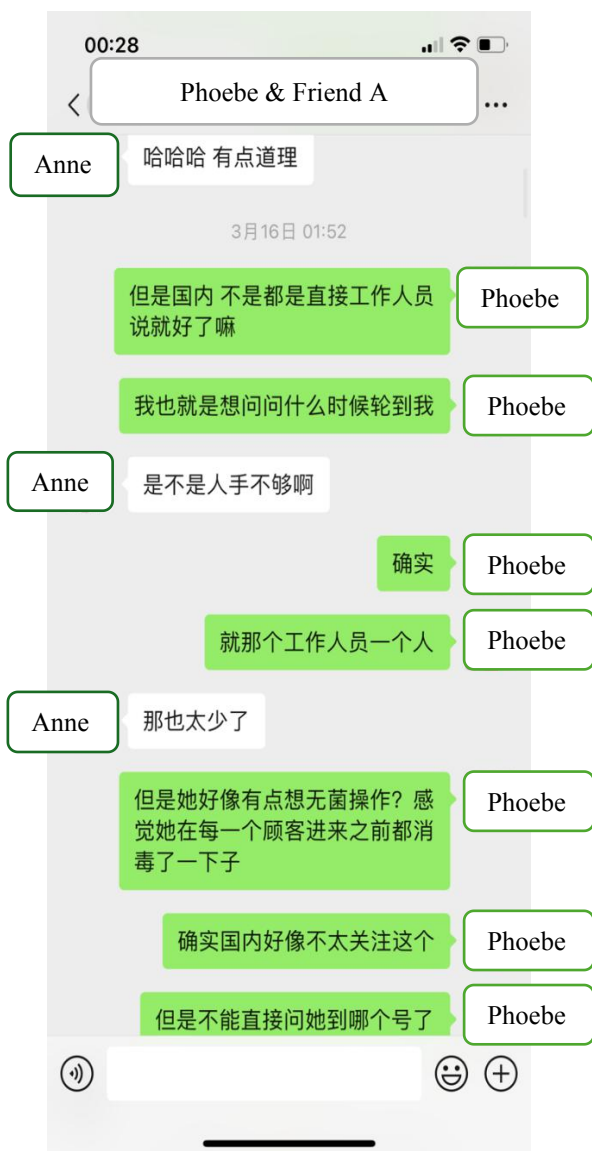 00:28
Phoebe & Friend A
Anne
哈哈哈 有点道理
3月16日 01:52
但是国内 不是都是直接工作人员
说就好了嘛
Phoebe
我也就是想问问什么时候轮到我
Phoebe
Anne
是不是人手不够啊
确实
Phoebe
就那个工作人员一个人
Phoebe
Anne
那也太少了
但是她好像有点想无菌操作？感
觉她在每一个顾客进来之前都消
毒了一下子
Phoebe
确实国内好像不太关注这个
Phoebe
但是不能直接问她到哪个号了
Phoebe